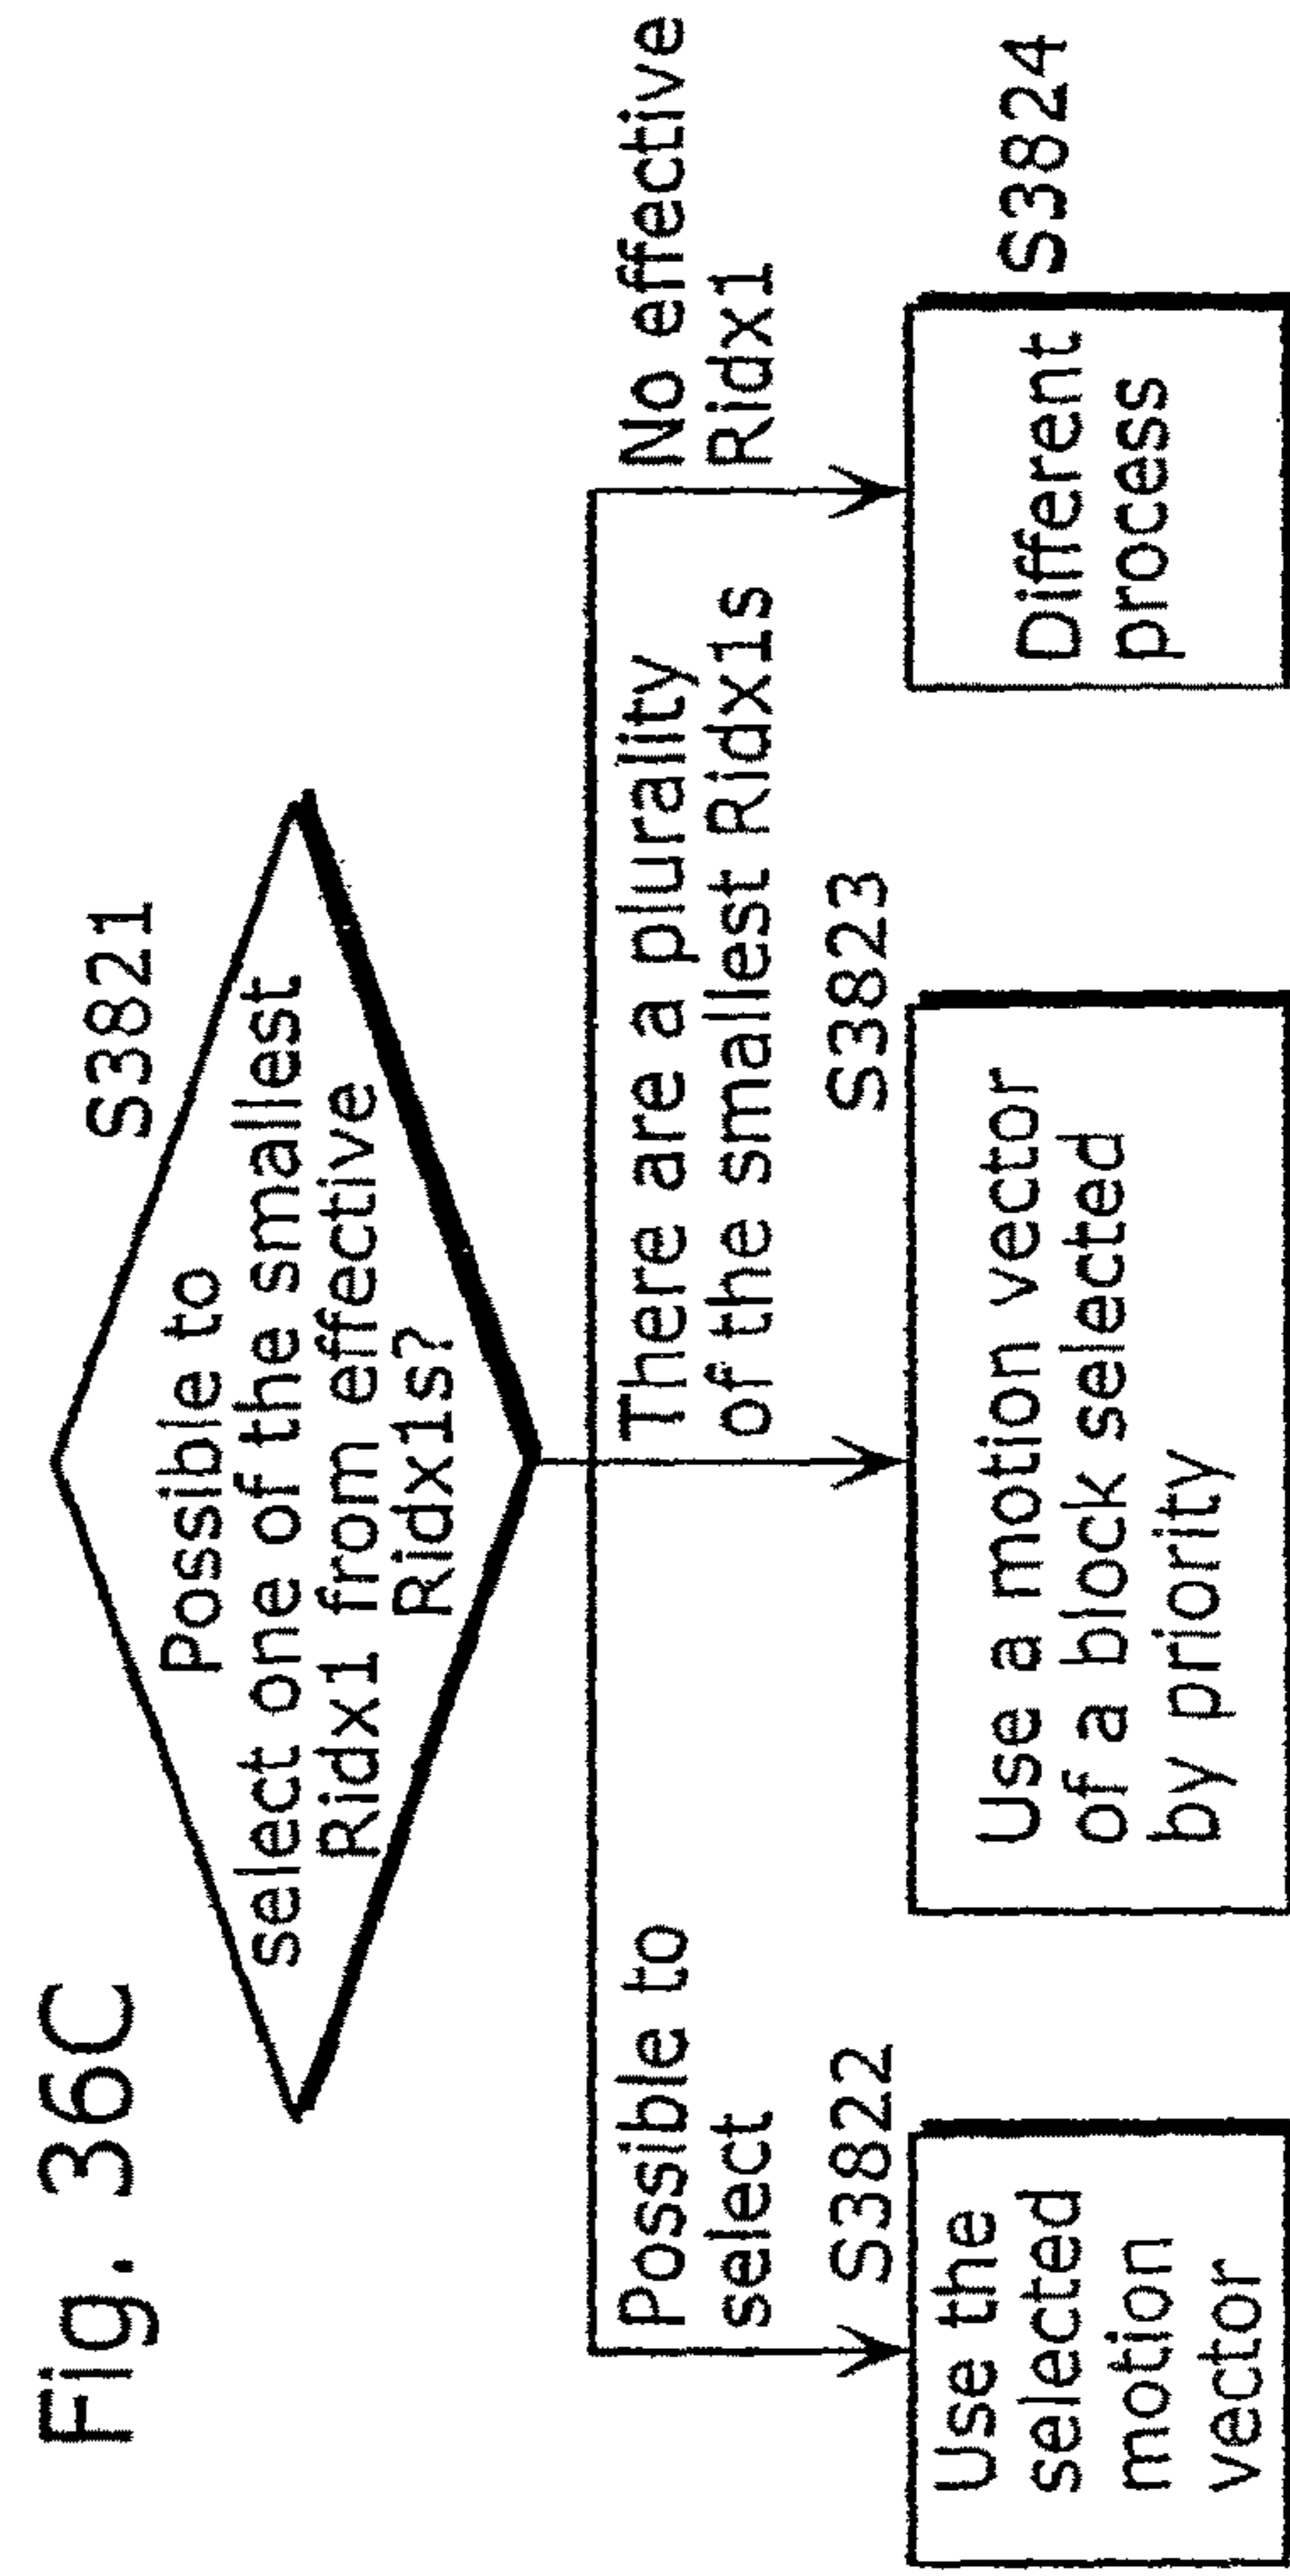 Fig. 36C
S3821
Possible to
select one of the smallest
Ridx1 from effective
Ridx1s?
Possible to
select
There are a plurality
of the smallest Ridx1s
No effective
Ridx1
S3822
Use the
selected
motion
vector
S3823
Use a motion vector
of a block selected
by priority
S3824
Different
process